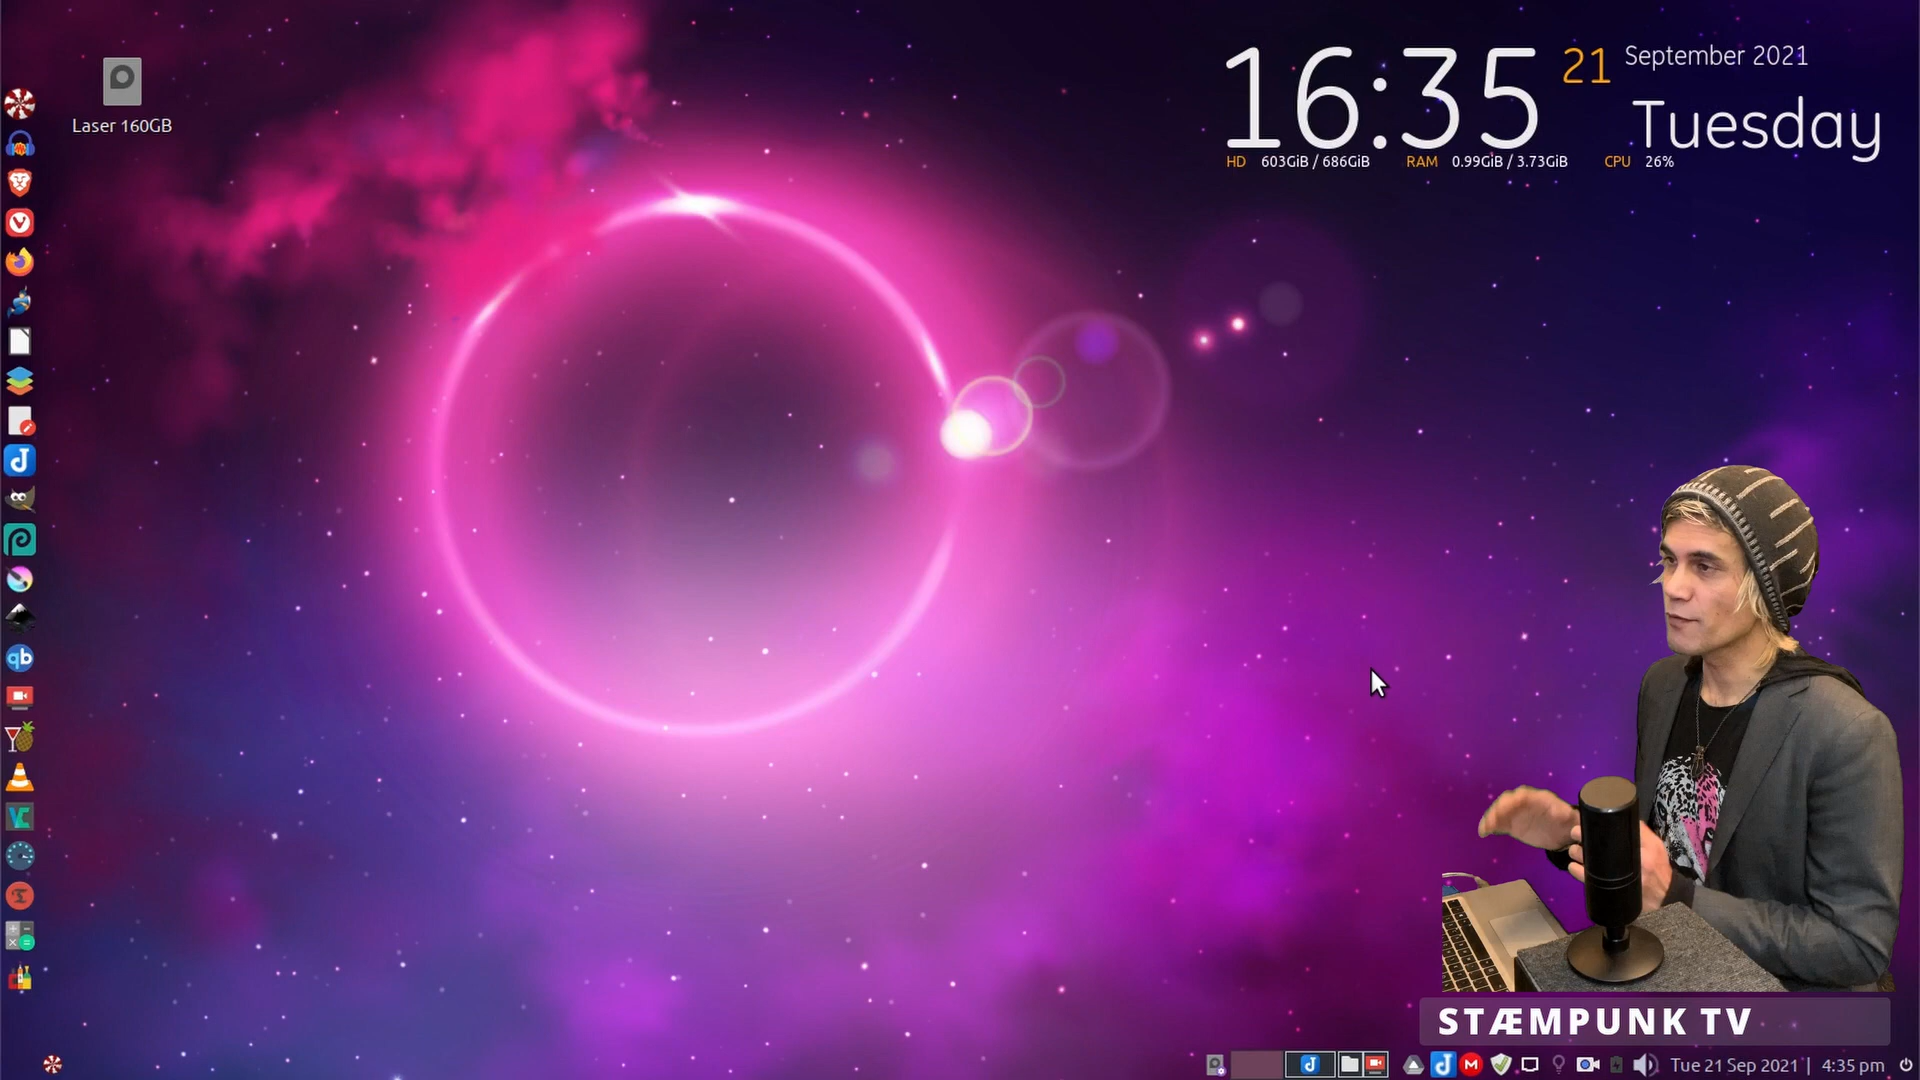 Laser 160GB
16:35
21
September 2021
Tuesday
HD 603GiB / 686GiB RAM 0.99GiB / 3.73GiB CPU 26%
qb
STÆMPUNK TV
Tue 21 Sep 2021 | 4:35 pm